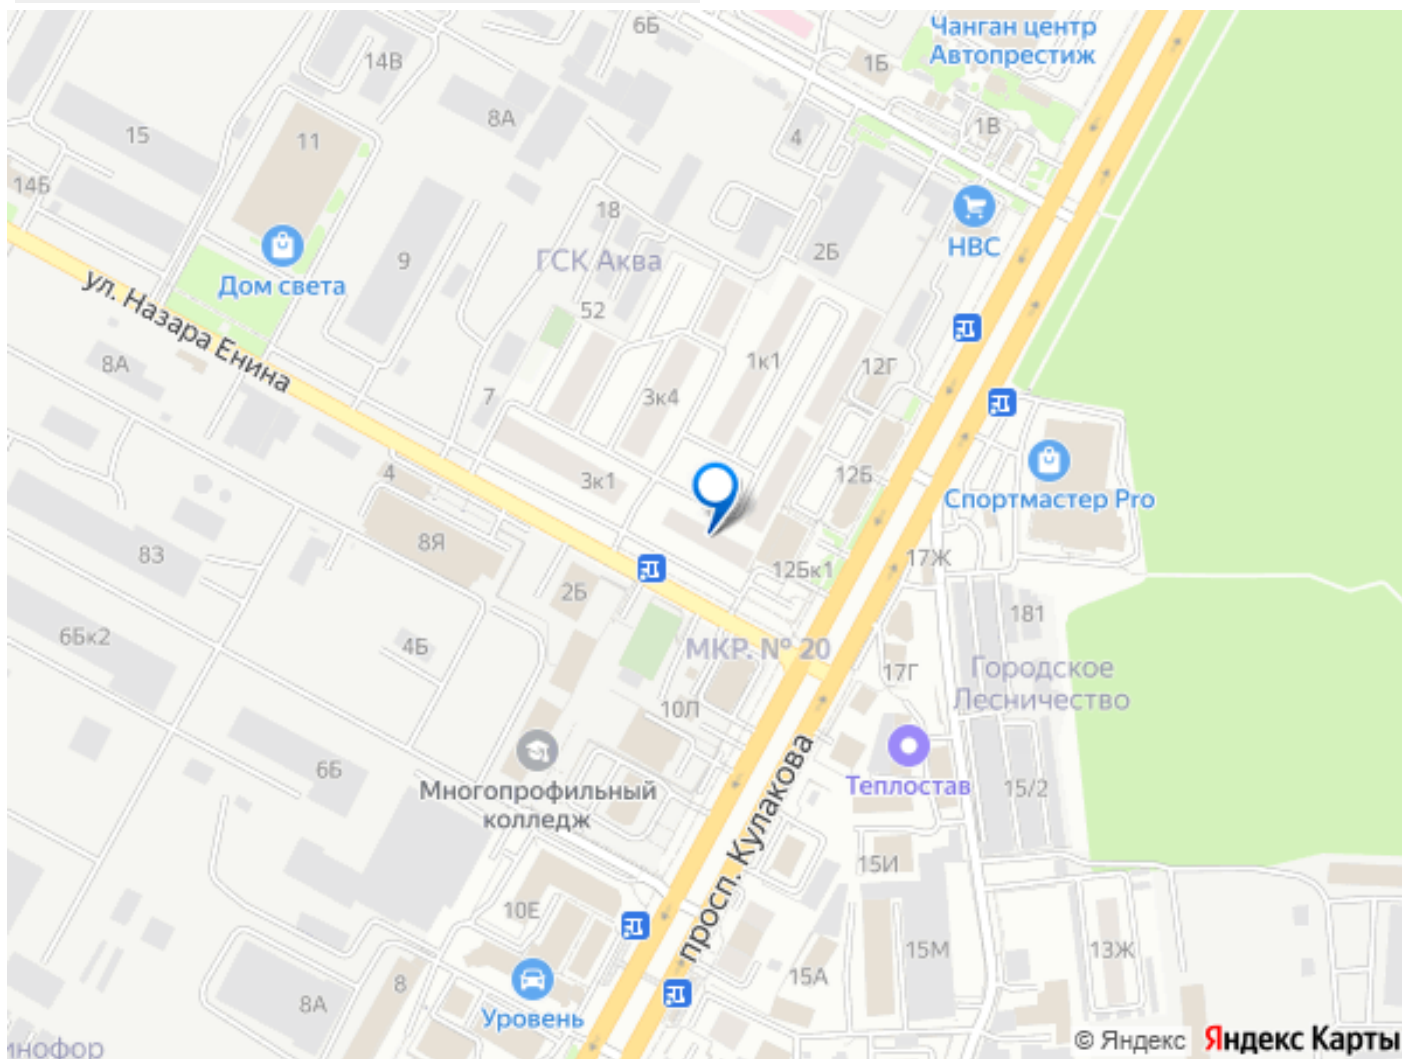 6Б
Чанган центр
Автопрестиж
14В
1Б
8А
1В
15
11
4
14Б
18
НВС
2Б
9
ГСК Аква
Дом света
52
ул. Назара Енина
8А
1к1
12Г
7
3к4
3к1
12Б
4
Спортмастер Pro
8Я
83
17Ж
12Бк1
2Б
181
6Бк2
4Б
МКР. № 20
Городское
Лесничество
17Г
10Л
6Б
Многопрофильный
колледж
Теплостав
15/2
просп. Кулакова
15И
10Е
15М
13Ж
15А
8
8А
Уровень
инофор
© Яндекс Яндекс Карты